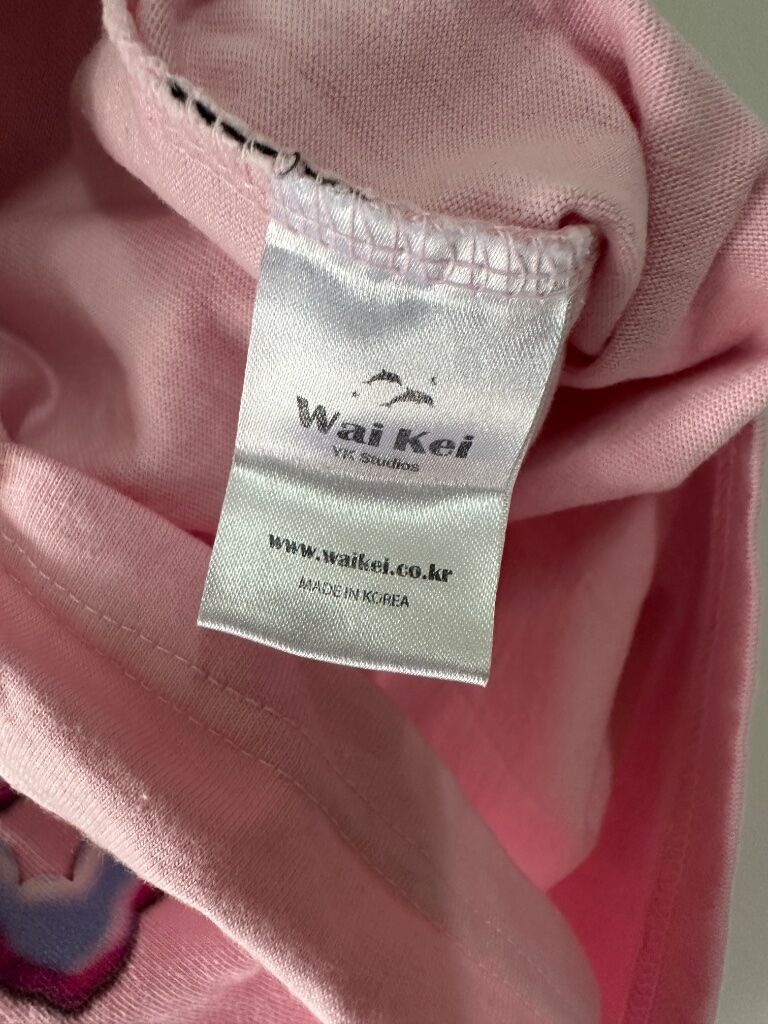 Wai Kei
YK Studios
www.waikei.co.kr
MADE IN KOREA